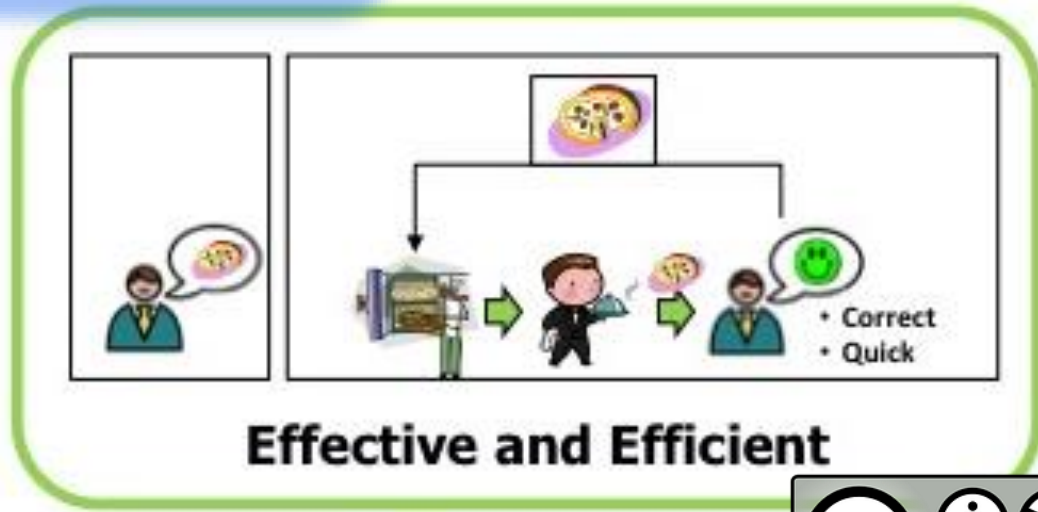 • Correct
• Quick
Effective and Efficient